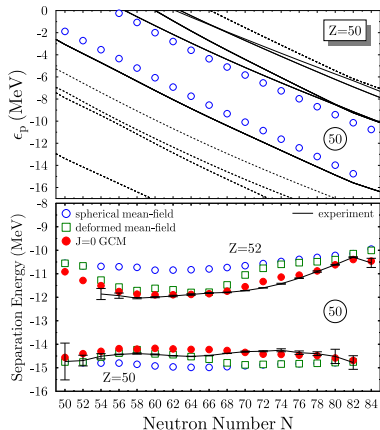 0
-2
-4
-6
-8
-10
-12
-14
-16
ϵp (MeV)
Z=50
50
-8
-9
-10
-11
-12
-13
-14
-15
-16
Separation Energy (MeV)
spherical mean-field
deformed mean-field
J=0 GCM
experiment
Z=52
50
Z=50
50 52 54 56 58 60 62 64 66 68 70 72 74 76 78 80 82 84
Neutron Number N